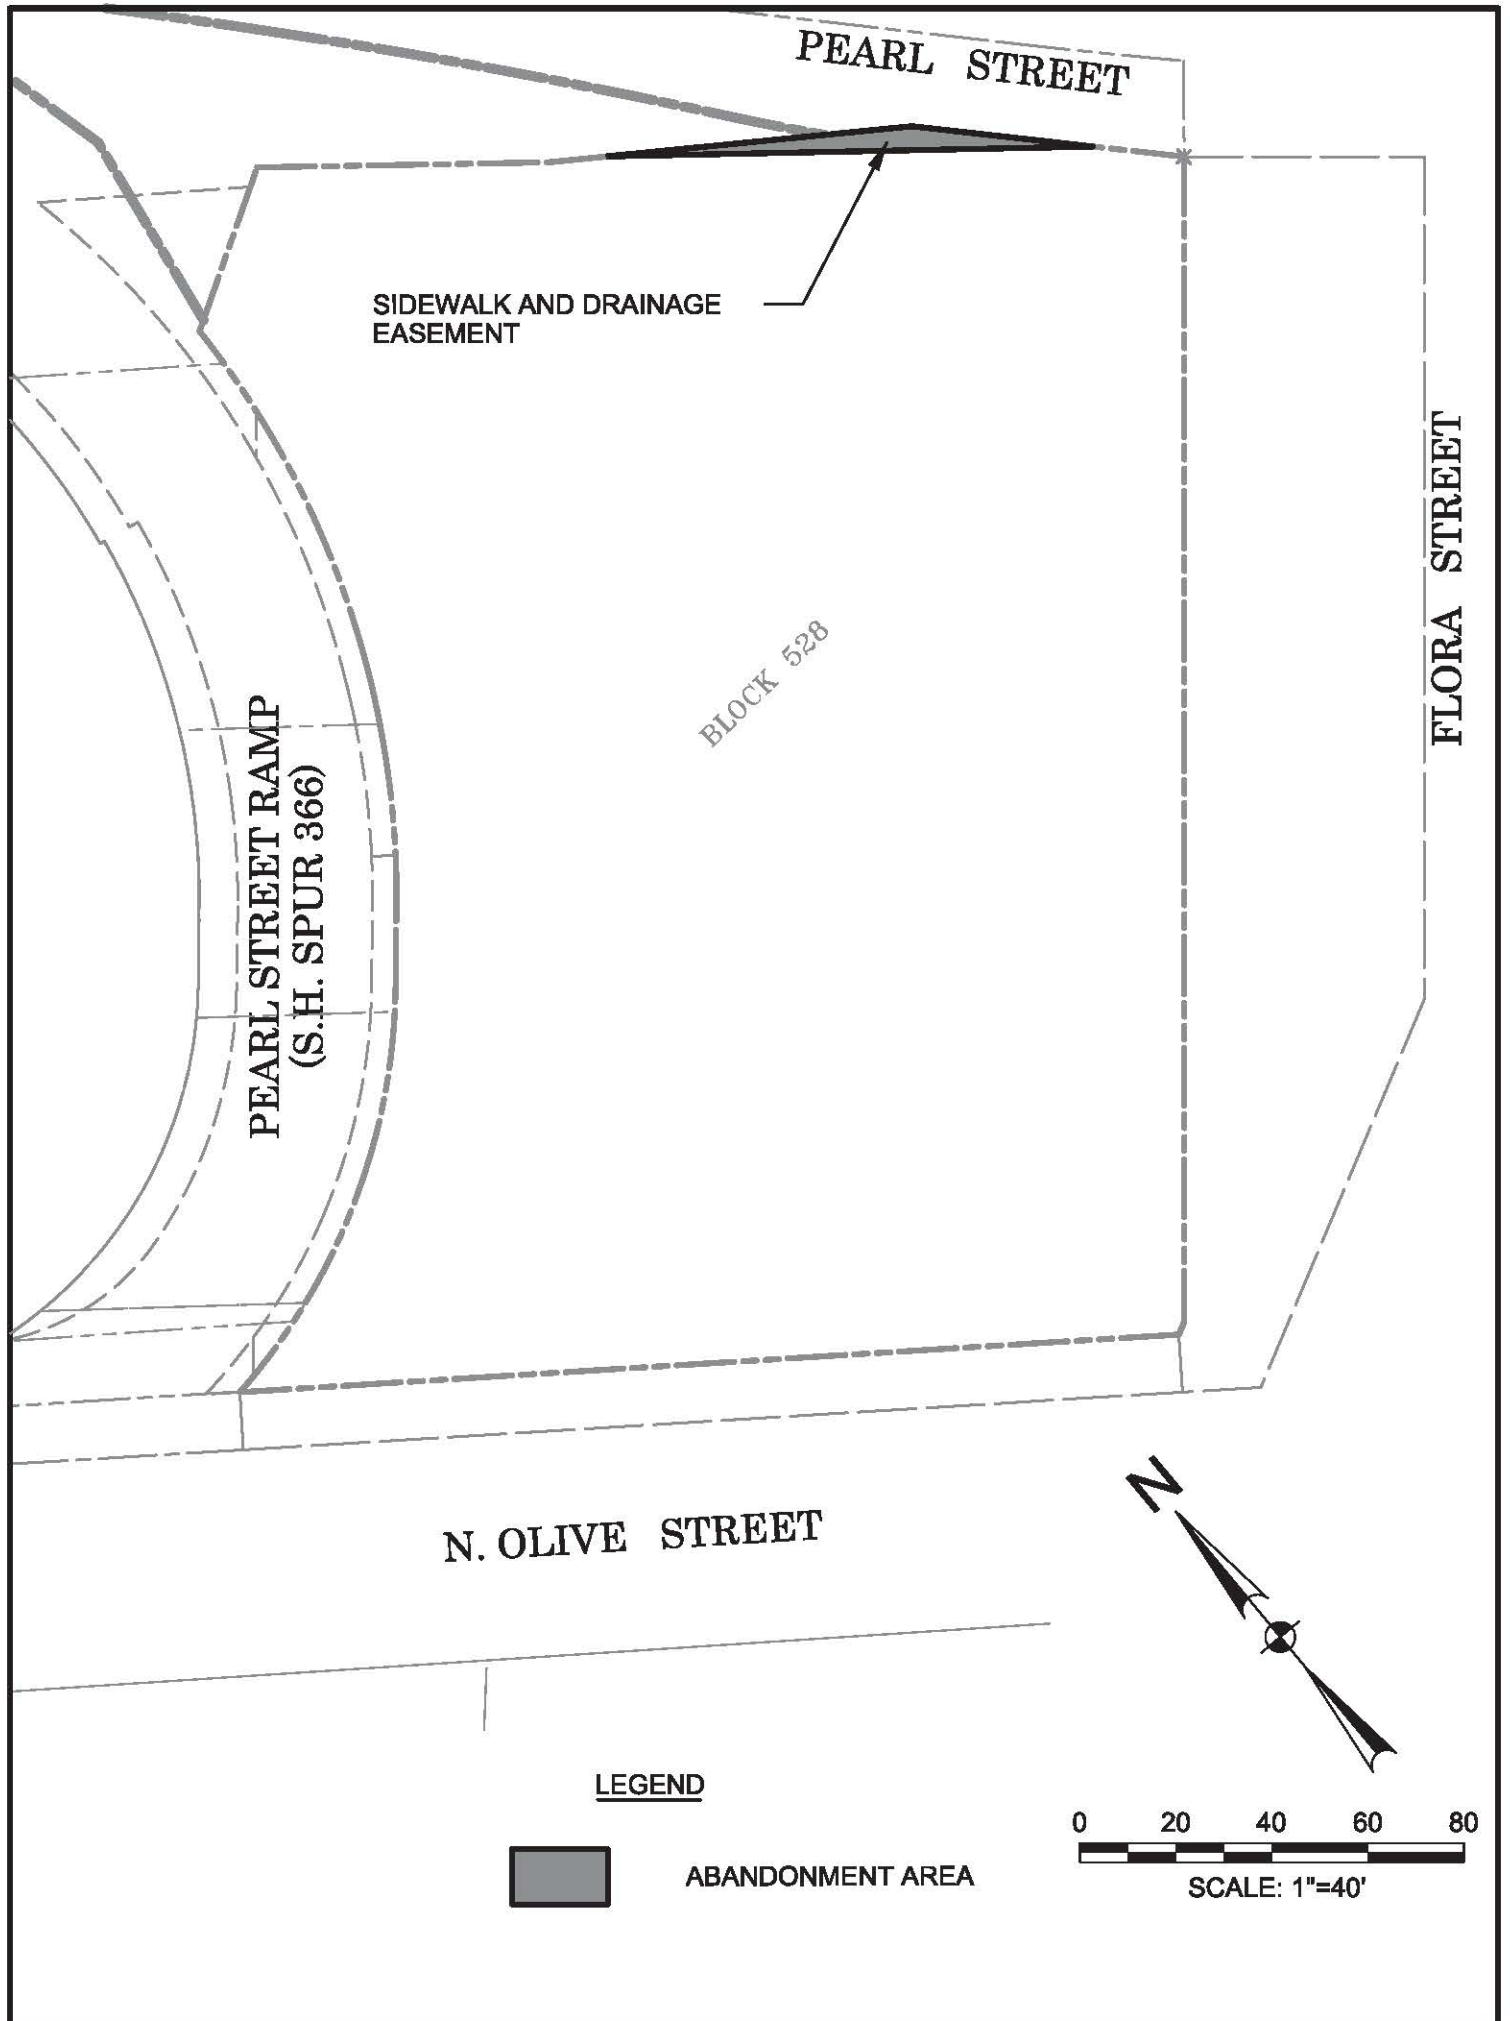 PEARL STREET
SIDEWALK AND DRAINAGE
EASEMENT
FLORA STREET
BLOCK 528
PEARL STREET RAMP
(S.H. SPUR 366)
N. OLIVE STREET
N
LEGEND
ABANDONMENT AREA
0 20 40 60 80
SCALE: 1"=40'